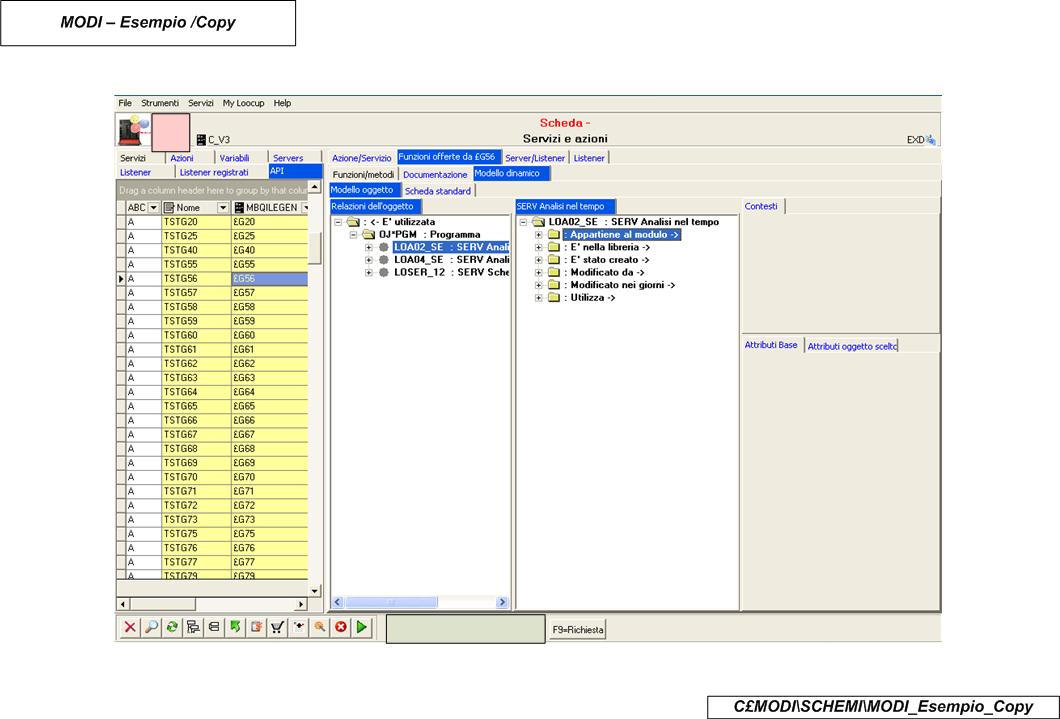 MODI – Esempio /Copy
File Strumenti Servizi My Loocup Help
C_V3
Scheda -
Servizi e azioni
EXD
Servizi Azioni Variabili Servers
Listener Listener registrati API
Azione/Servizio Funzioni offerte da £G56 Server/Listener Listener
Funzioni/metodi Documentazione Modello dinamico
Modello oggetto Scheda standard
Drag a column header here to group by that colur
ABC Nome MBQILEGEN
A TSTG20 £G20
A TSTG25 £G25
A TSTG40 £G40
A TSTG55 £G55
A TSTG56 £G56
A TSTG57 £G57
A TSTG58 £G58
A TSTG59 £G59
A TSTG60 £G60
A TSTG61 £G61
A TSTG62 £G62
A TSTG63 £G63
A TSTG64 £G64
A TSTG65 £G65
A TSTG66 £G66
A TSTG67 £G67
A TSTG68 £G68
A TSTG69 £G69
A TSTG70 £G70
A TSTG71 £G71
A TSTG72 £G72
A TSTG73 £G73
A TSTG75 £G75
A TSTG76 £G76
A TSTG77 £G77
A TSTG79 £G79
Relazioni dell'oggetto
: <- E' utilizzata
OJ*PGM : Programma
LOA02_SE : SERV Anali
LOA04_SE : SERV Anali
LOSER_12 : SERV Sche
SERV Analisi nel tempo
LOA02_SE : SERV Analisi nel tempo
: Appartiene al modulo ->
: E' nella libreria ->
: E' stato creato ->
: Modificato da ->
: Modificato nei giorni ->
: Utilizza ->
Contesti
Attributi Base Attributi oggetto scelto
F9=Richiesta
C£MODI\SCHEMI\MODI_Esempio_Copy